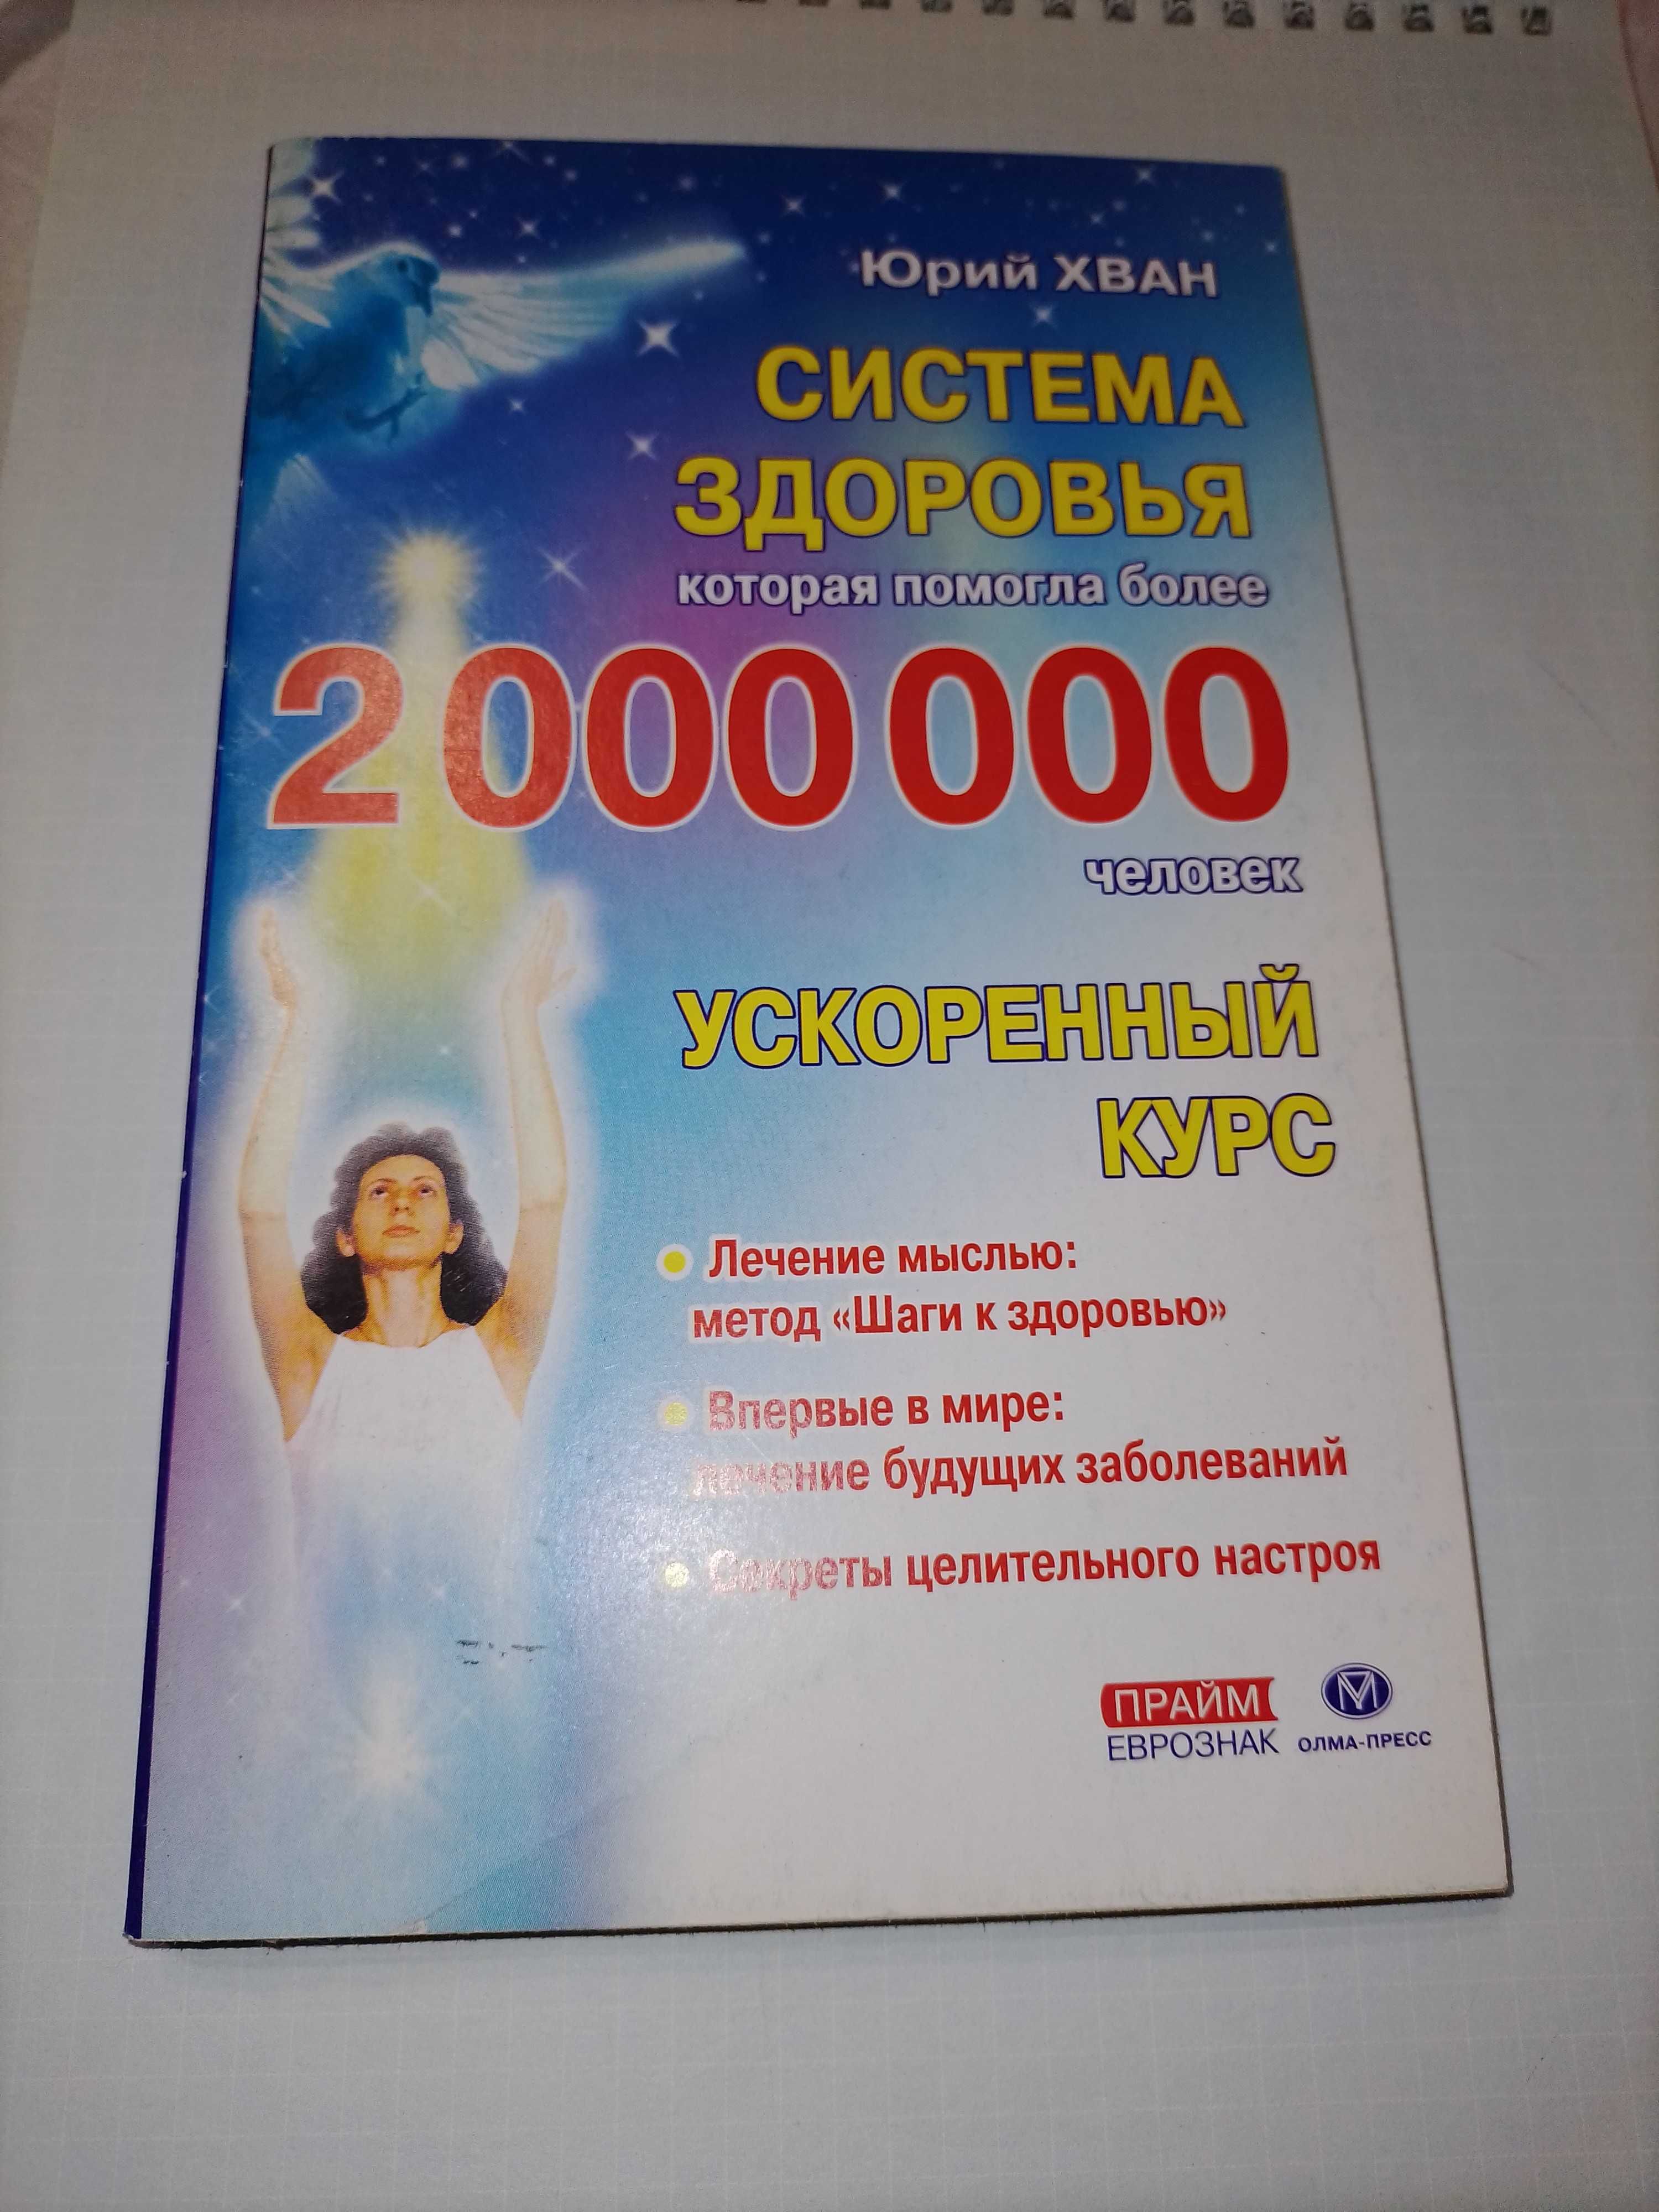 Юрий ХВАН
СИСТЕМА
ЗДОРОВЬЯ
которая помогла более
2 000 000
человек
УСКОРЕННЫЙ
КУРС
Лечение мыслью:
метод «Шаги к здоровью»
Впервые в мире:
лечение будущих заболеваний
Секреты целительного настроя
ПРАЙМ
ЕВРОЗНАК
ОЛМА-ПРЕСС